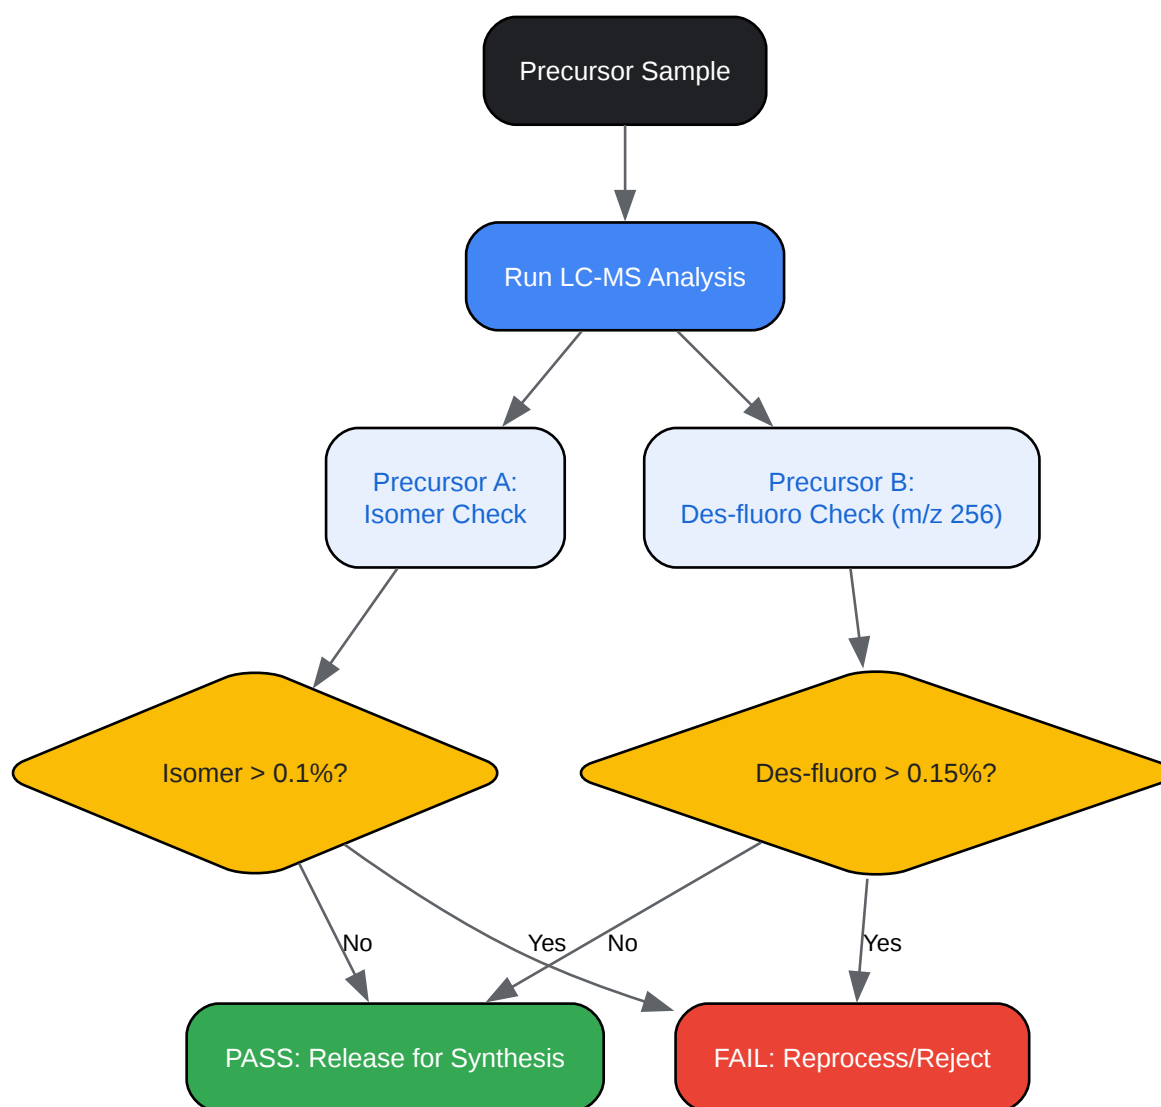 Precursor Sample
Run LC-MS Analysis
Precursor A:
Isomer Check
Precursor B:
Des-fluoro Check (m/z 256)
Isomer > 0.1%?
Des-fluoro > 0.15%?
No
Yes
No
Yes
PASS: Release for Synthesis
FAIL: Reprocess/Reject